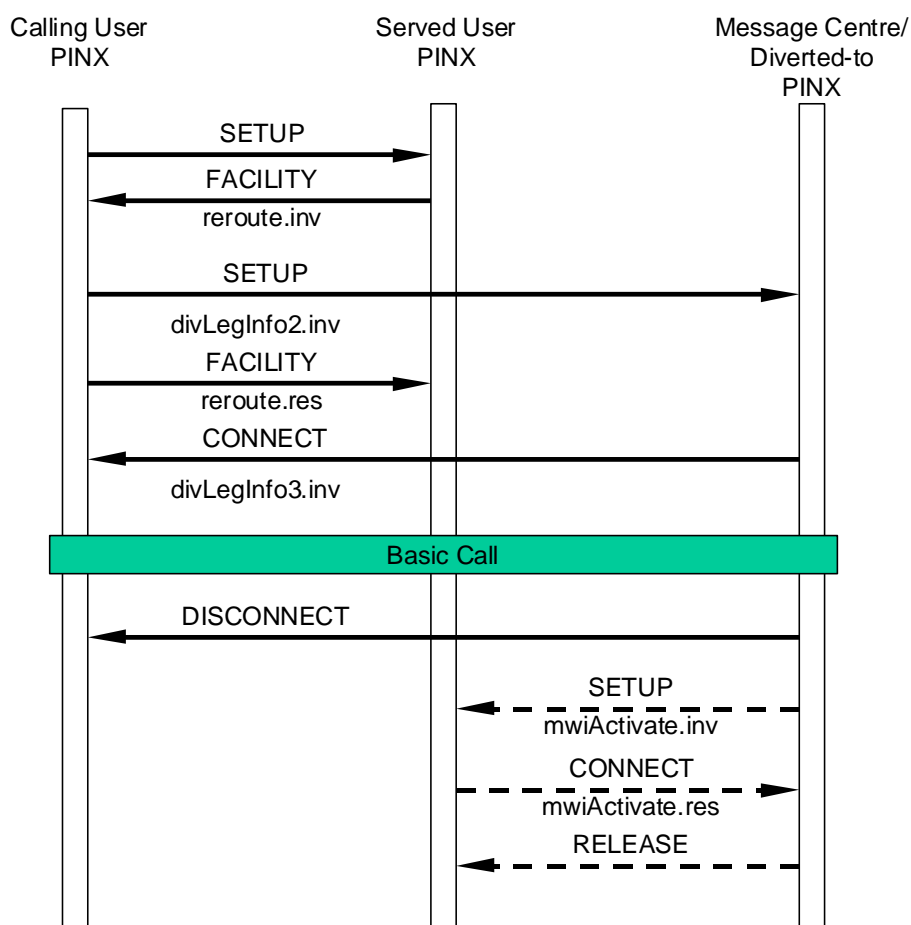 Calling User
PINX
Served User
PINX
Message Centre/
Diverted-to
PINX
SETUP
FACILITY
reroute.inv
SETUP
divLegInfo2.inv
FACILITY
reroute.res
CONNECT
divLegInfo3.inv
Basic Call
DISCONNECT
SETUP
mwiActivate.inv
CONNECT
mwiActivate.res
RELEASE